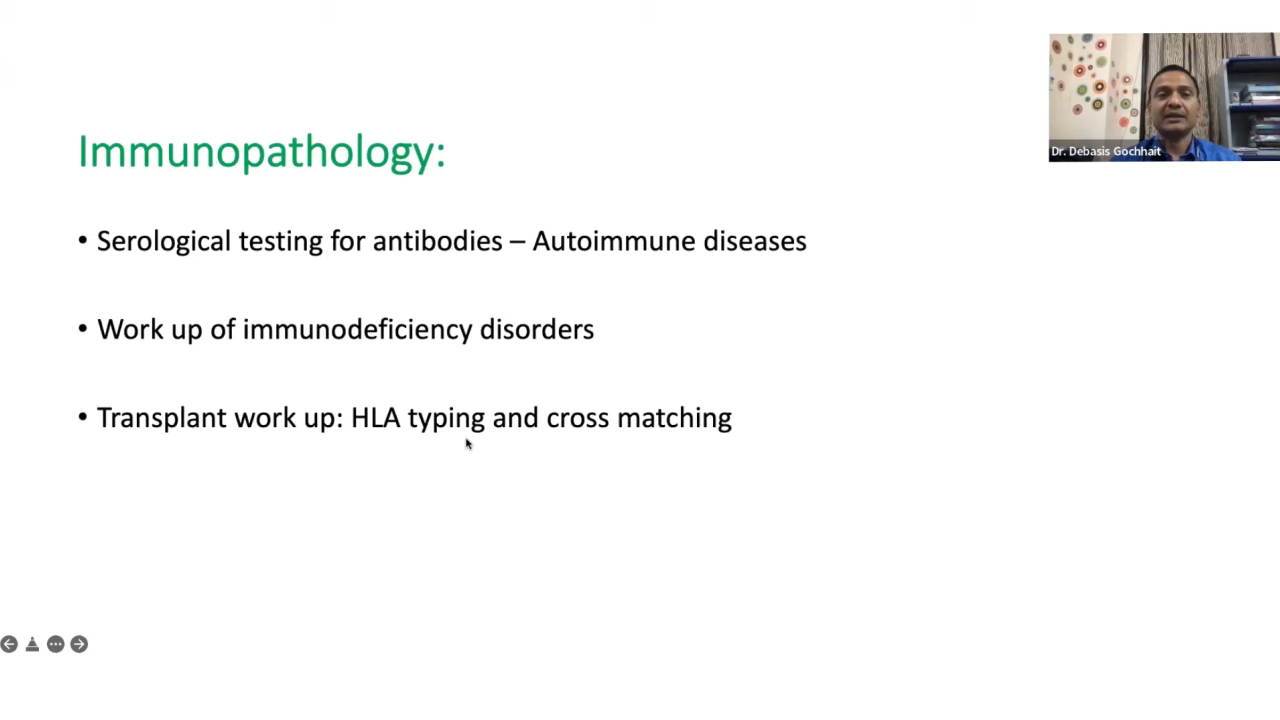 Dr. Debasis Gochhait
Immunopathology:
• Serological testing for antibodies – Autoimmune diseases
• Work up of immunodeficiency disorders
• Transplant work up: HLA typing and cross matching